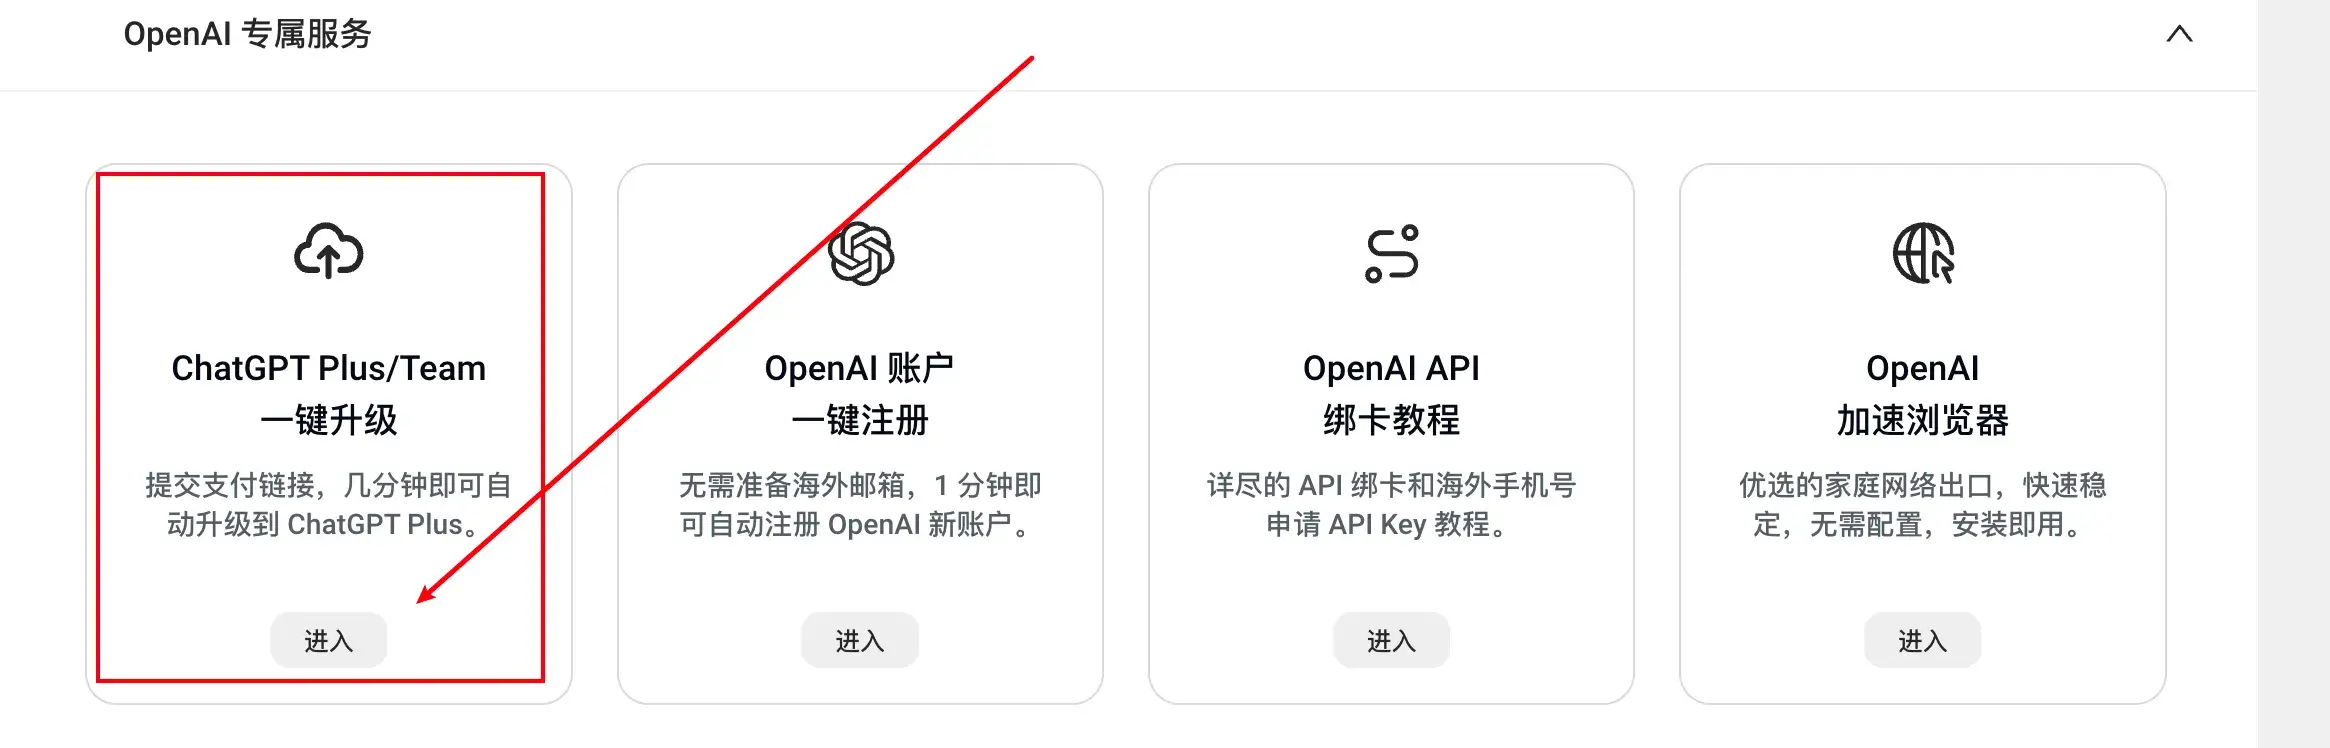 OpenAI 专属服务
ChatGPT Plus/Team
一键升级
提交支付链接，几分钟即可自
动升级到 ChatGPT Plus。
进入
OpenAI 账户
一键注册
无需准备海外邮箱，1 分钟即
可自动注册 OpenAI 新账户。
进入
OpenAI API
绑卡教程
详尽的 API 绑卡和海外手机号
申请 API Key 教程。
进入
OpenAI
加速浏览器
优选的家庭网络出口，快速稳
定，无需配置，安装即用。
进入